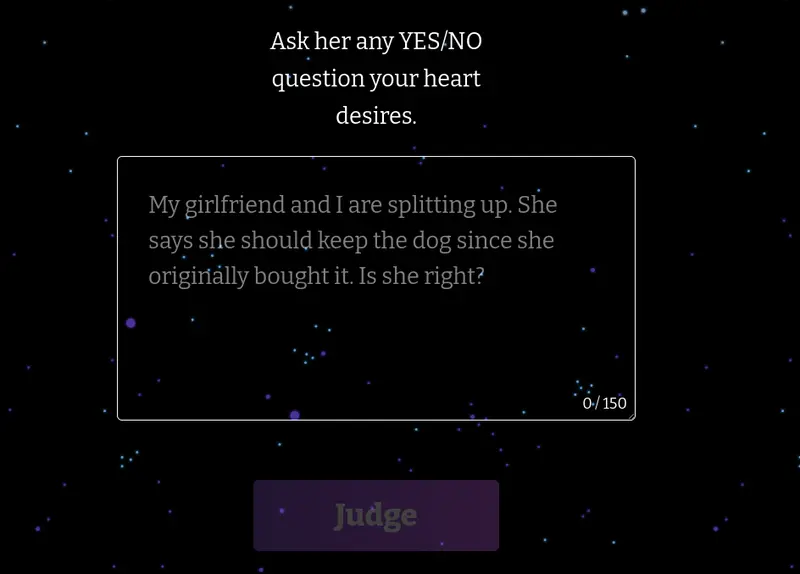 Ask her any YES/NO
question your heart
desires.
My girlfriend and I are splitting up. She
says she should keep the dog since she
originally bought it. Is she right?
0/150
Judge